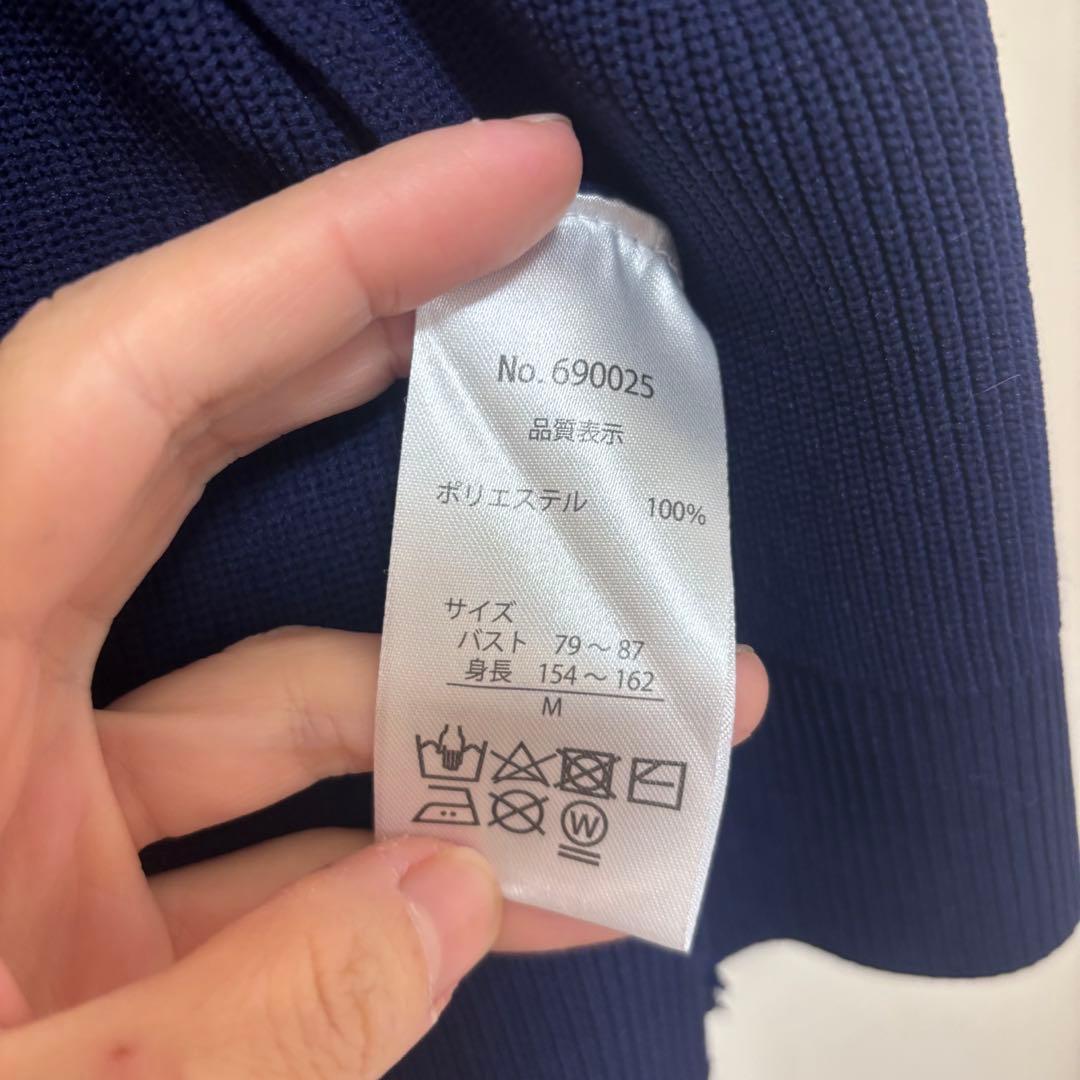 No. 690025
品質表示
ポリエステル 100%
サイズ
バスト 79～87
身長 154～162
M
W